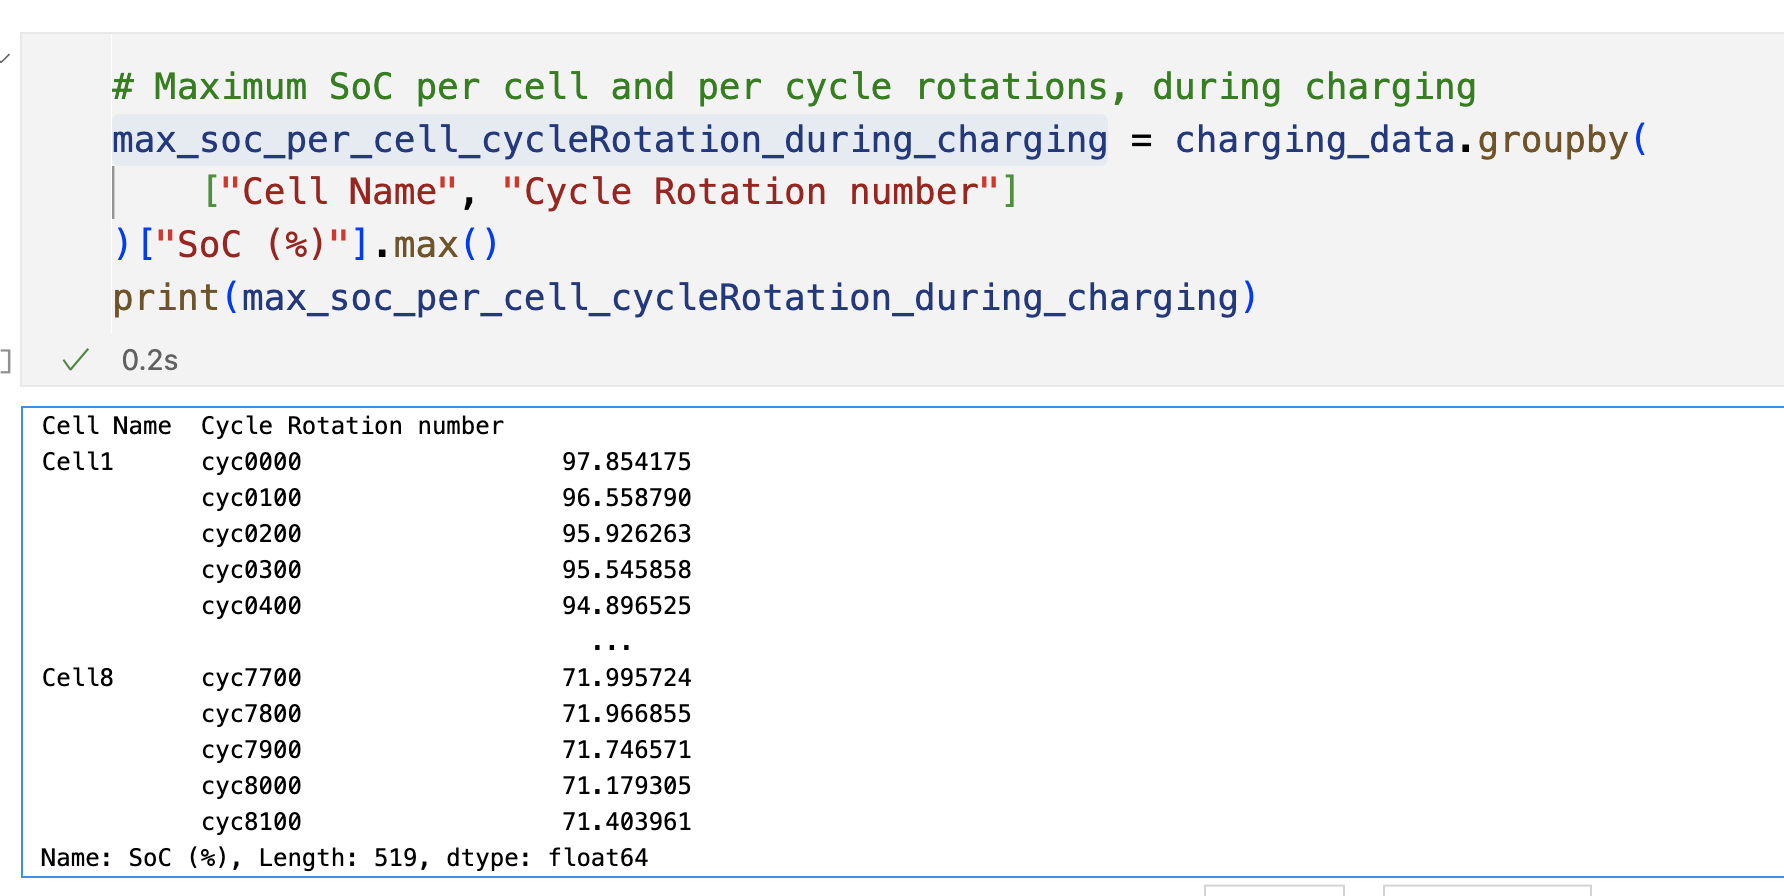 # Maximum SoC per cell and per cycle rotations, during charging
max_soc_per_cell_cycleRotation_during_charging = charging_data.groupby(
    ["Cell Name", "Cycle Rotation number"]
)["SoC (%)"].max()
print(max_soc_per_cell_cycleRotation_during_charging)
] ✓ 0.2s
Cell Name  Cycle Rotation number
Cell1      cyc0000                  97.854175
           cyc0100                  96.558790
           cyc0200                  95.926263
           cyc0300                  95.545858
           cyc0400                  94.896525
                                      ...
Cell8      cyc7700                  71.995724
           cyc7800                  71.966855
           cyc7900                  71.746571
           cyc8000                  71.179305
           cyc8100                  71.403961
Name: SoC (%), Length: 519, dtype: float64